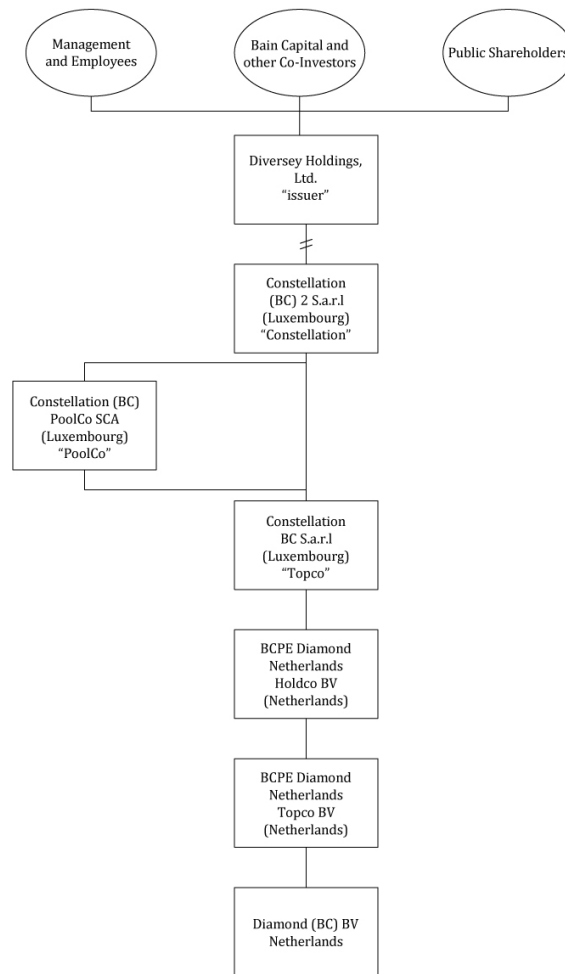 Management
and Employees
Bain Capital and
other Co-Investors
Public Shareholders
Diversey Holdings,
Ltd.
“issuer”
Constellation
(BC) 2 S.a.r.l
(Luxembourg)
“Constellation”
Constellation (BC)
PoolCo SCA
(Luxembourg)
“PoolCo”
Constellation
BC S.a.r.l
(Luxembourg)
“Topco”
BCPE Diamond
Netherlands
Holdco BV
(Netherlands)
BCPE Diamond
Netherlands
Topco BV
(Netherlands)
Diamond (BC) BV
Netherlands